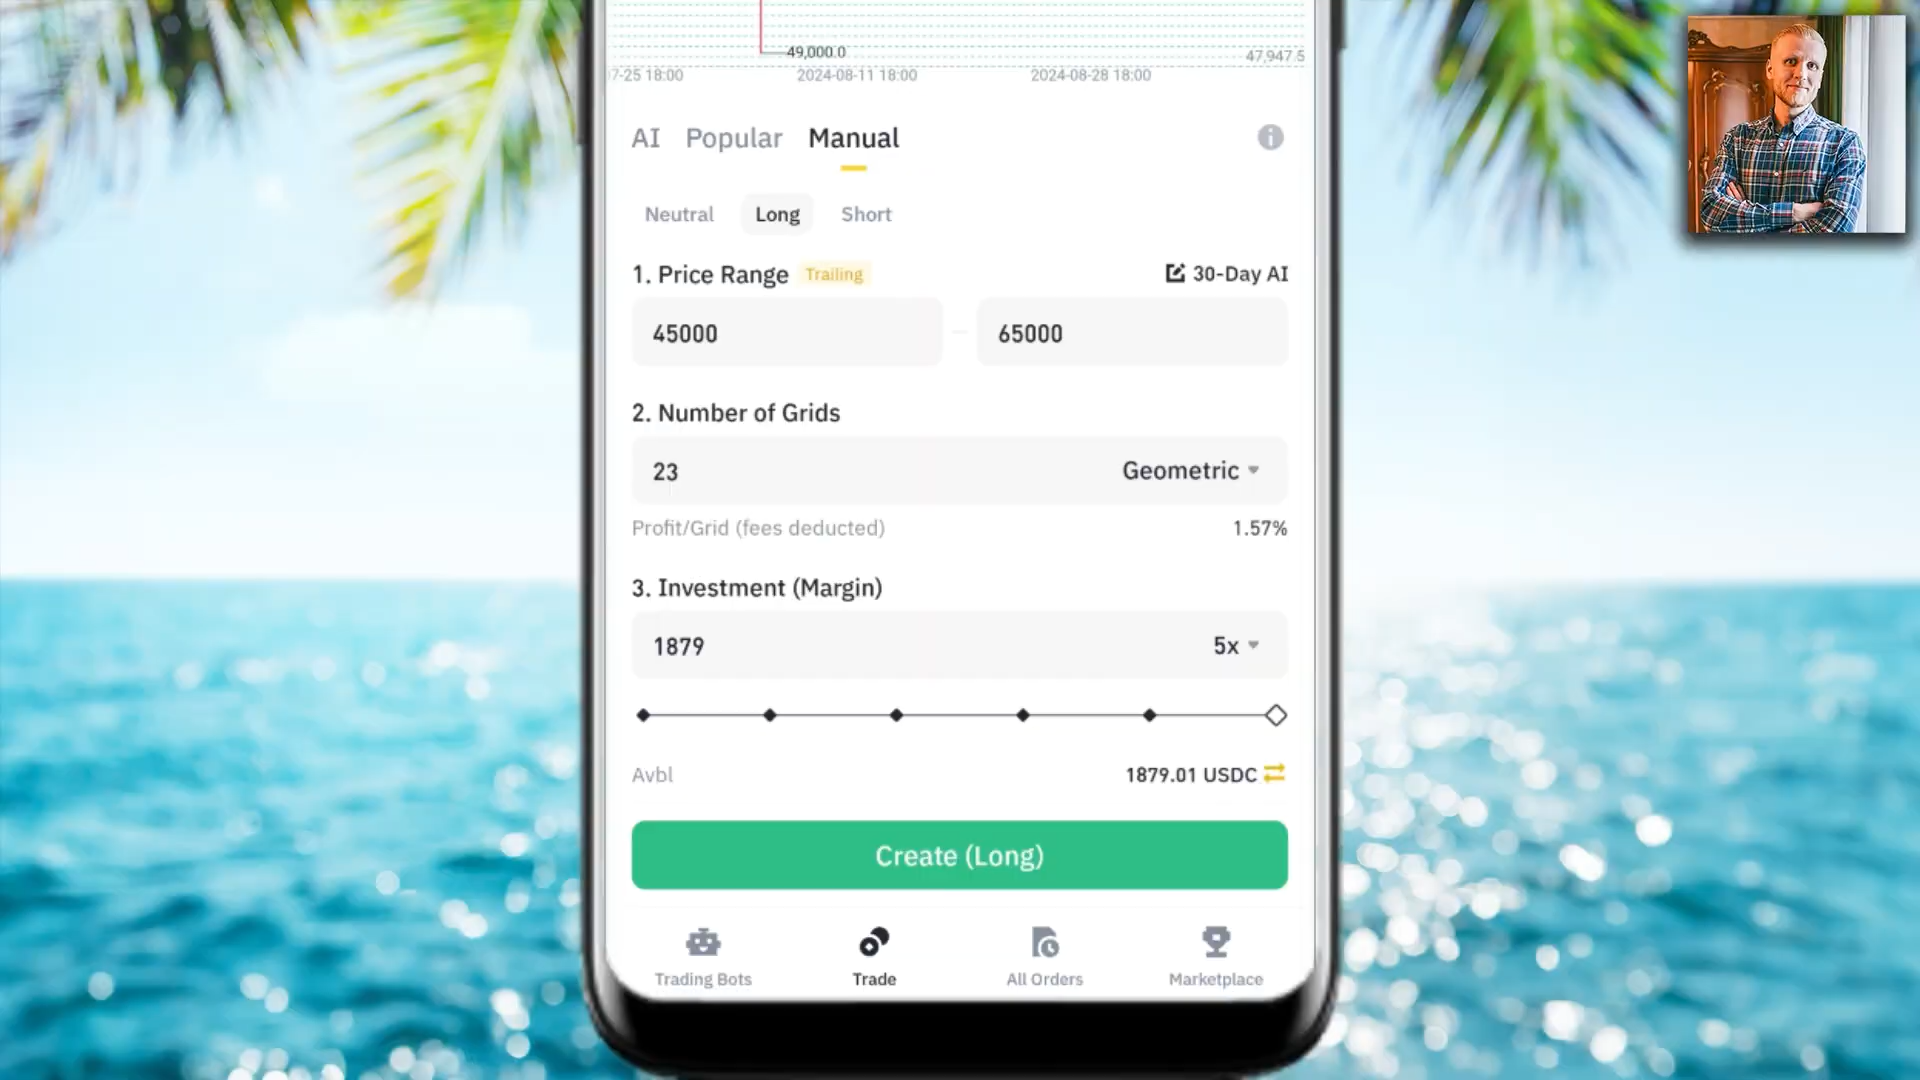 49,000.0
47,947.5
7-25 18:00
2024-08-11 18:00
2024-08-28 18:00
AI
Popular
Manual
Neutral
Long
Short
1. Price Range
Trailing
30-Day AI
45000
65000
2. Number of Grids
23
Geometric
Profit/Grid (fees deducted)
1.57%
3. Investment (Margin)
1879
5x
Avbl
1879.01 USDC
Create (Long)
Trading Bots
Trade
All Orders
Marketplace